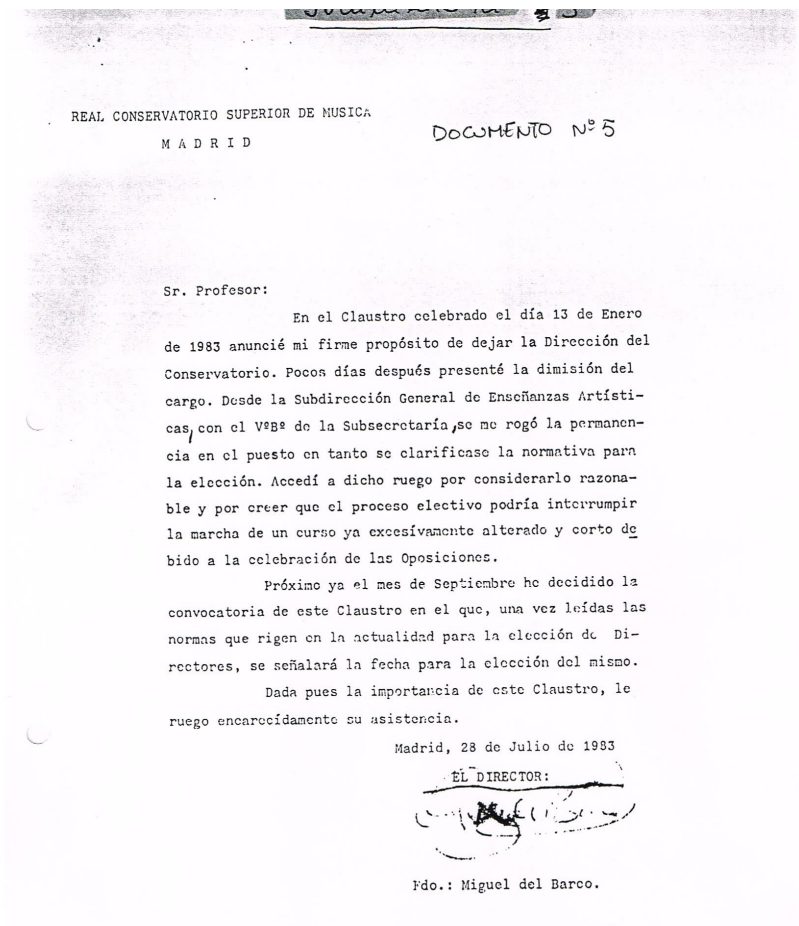 REAL CONSERVATORIO SUPERIOR DE MUSICA
MADRID
DOCUMENTO Nº 5
Sr. Profesor:
En el Claustro celebrado el día 13 de Enero
de 1983 anuncié mi firme propósito de dejar la Dirección del
Conservatorio. Pocos días después presenté la dimisión del
cargo. Desde la Subdirección General de Enseñanzas Artísti-
cas, con el VºBº de la Subsecretaría, se me rogó la permanen-
cia en el puesto en tanto se clarificase la normativa para
la elección. Accedí a dicho ruego por considerarlo razona-
ble y por creer que el proceso electivo podría interrumpir
la marcha de un curso ya excesívamente alterado y corto de
bido a la celebración de las Oposiciones.
Próximo ya el mes de Septiembre he decidido la
convocatoria de este Claustro en el que, una vez leídas las
normas que rigen en la actualidad para la elección de Di-
rectores, se señalará la fecha para la elección del mismo.
Dada pues la importancia de este Claustro, le
ruego encarecídamente su asistencia.
Madrid, 28 de Julio de 1983
EL DIRECTOR:
Fdo.: Miguel del Barco.